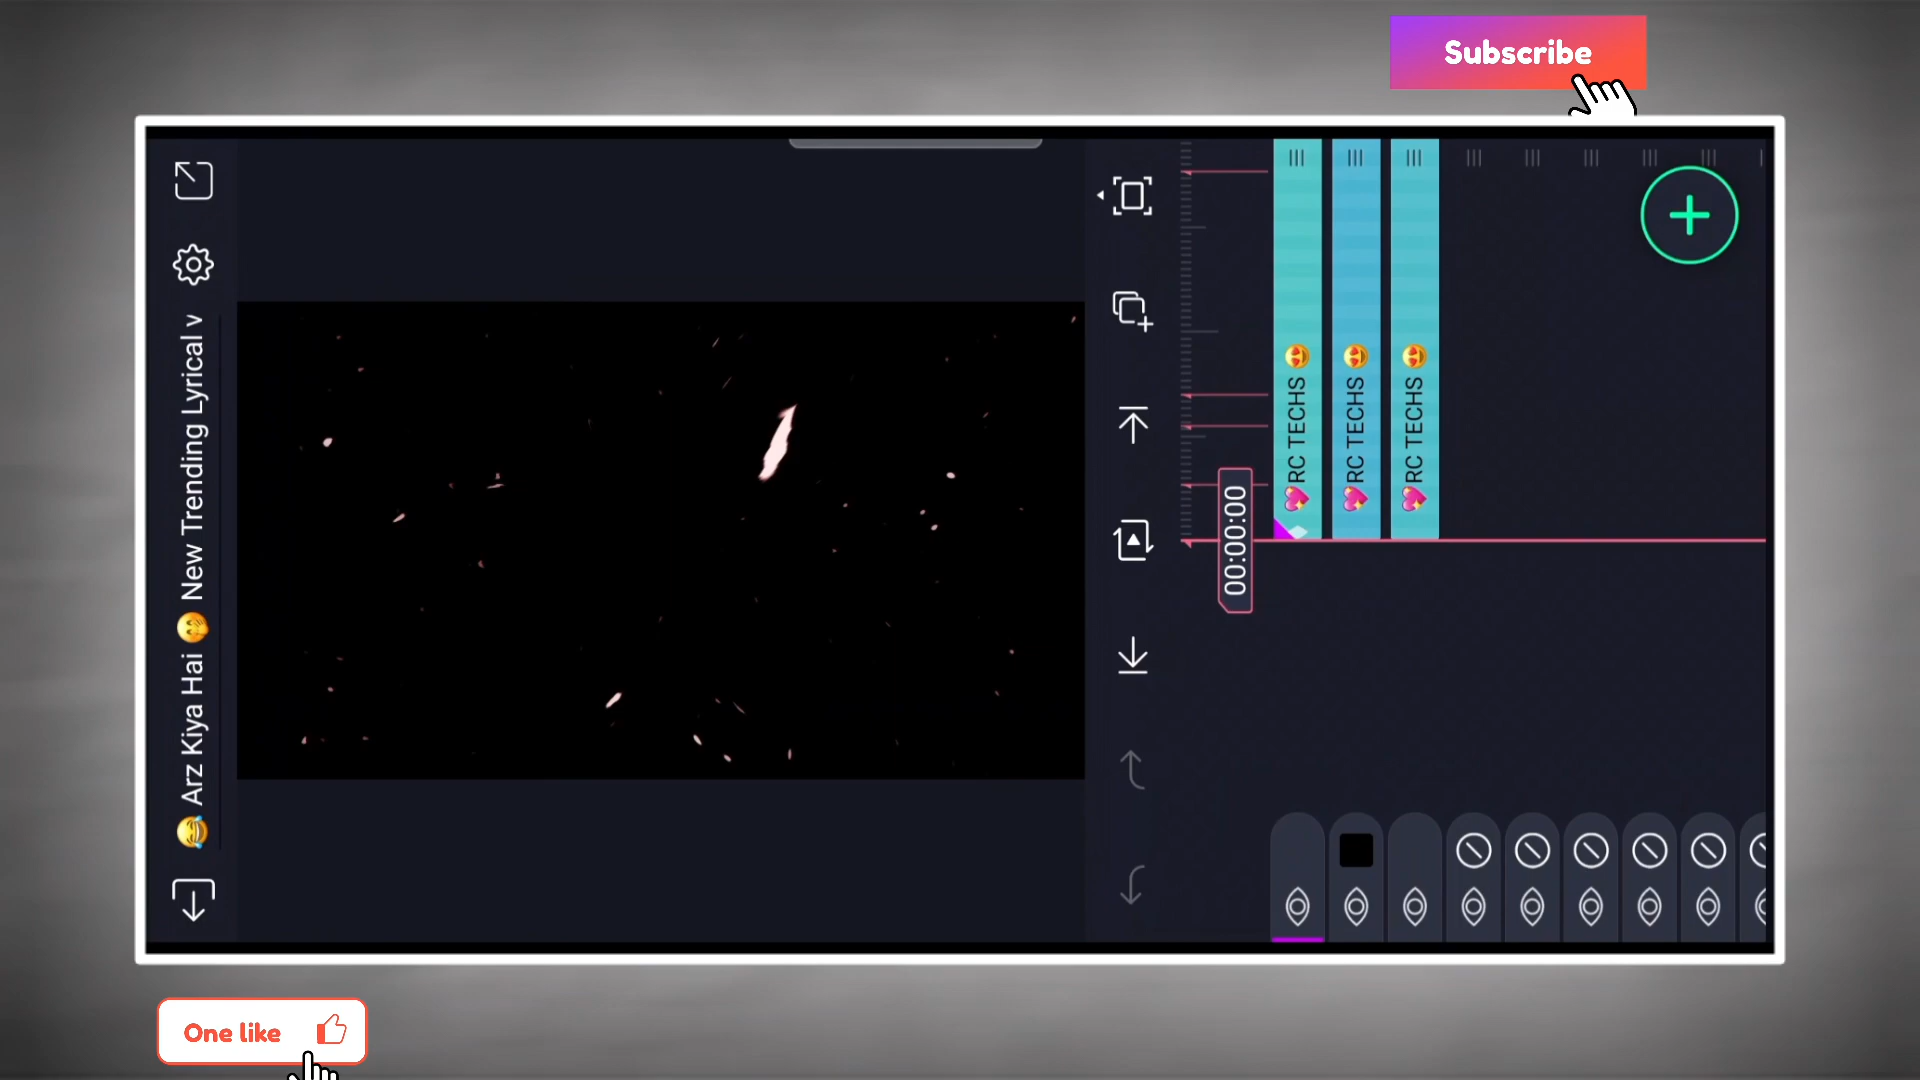 Subscribe
😂 Arz Kiya Hai 🤭 New Trending Lyrical v
00:00:00
💖RC TECHS 😍
💖RC TECHS 😍
💖RC TECHS 😍
One like